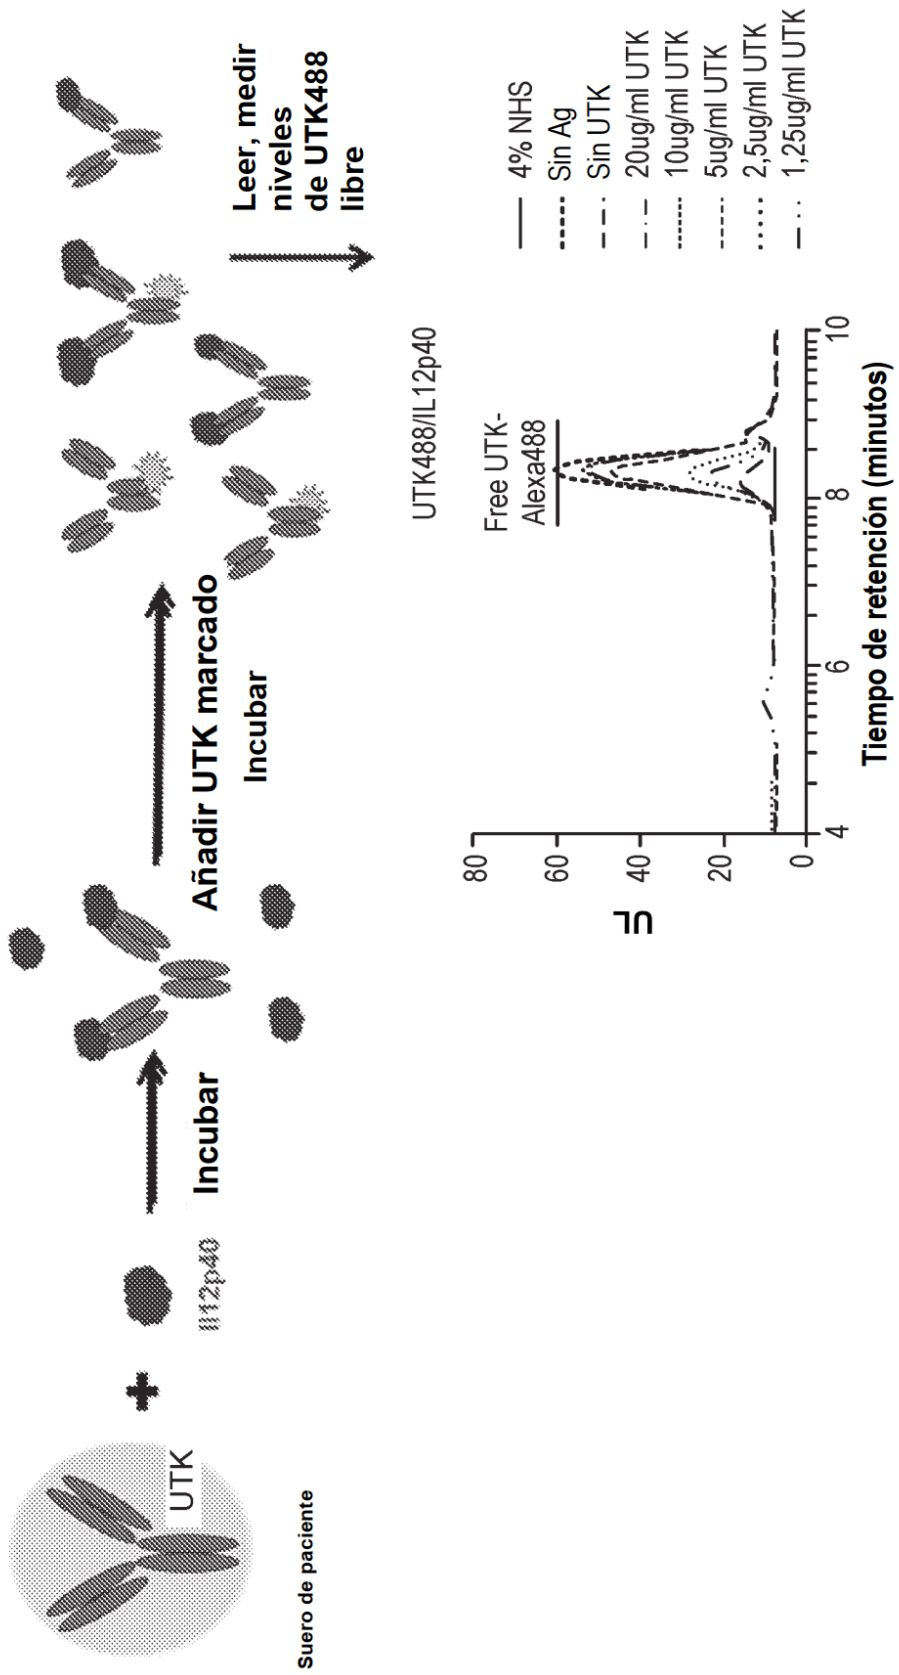 UTK
Suero de paciente
Il12p40
Incubar
Añadir UTK marcado
Incubar
Leer, medir
niveles
de UTK488
libre
UTK488/IL12p40
Free UTK-
Alexa488
UL
80
60
40
20
0
4
6
8
10
Tiempo de retención (minutos)
4% NHS
Sin Ag
Sin UTK
20ug/ml UTK
10ug/ml UTK
5ug/ml UTK
2,5ug/ml UTK
1,25ug/ml UTK